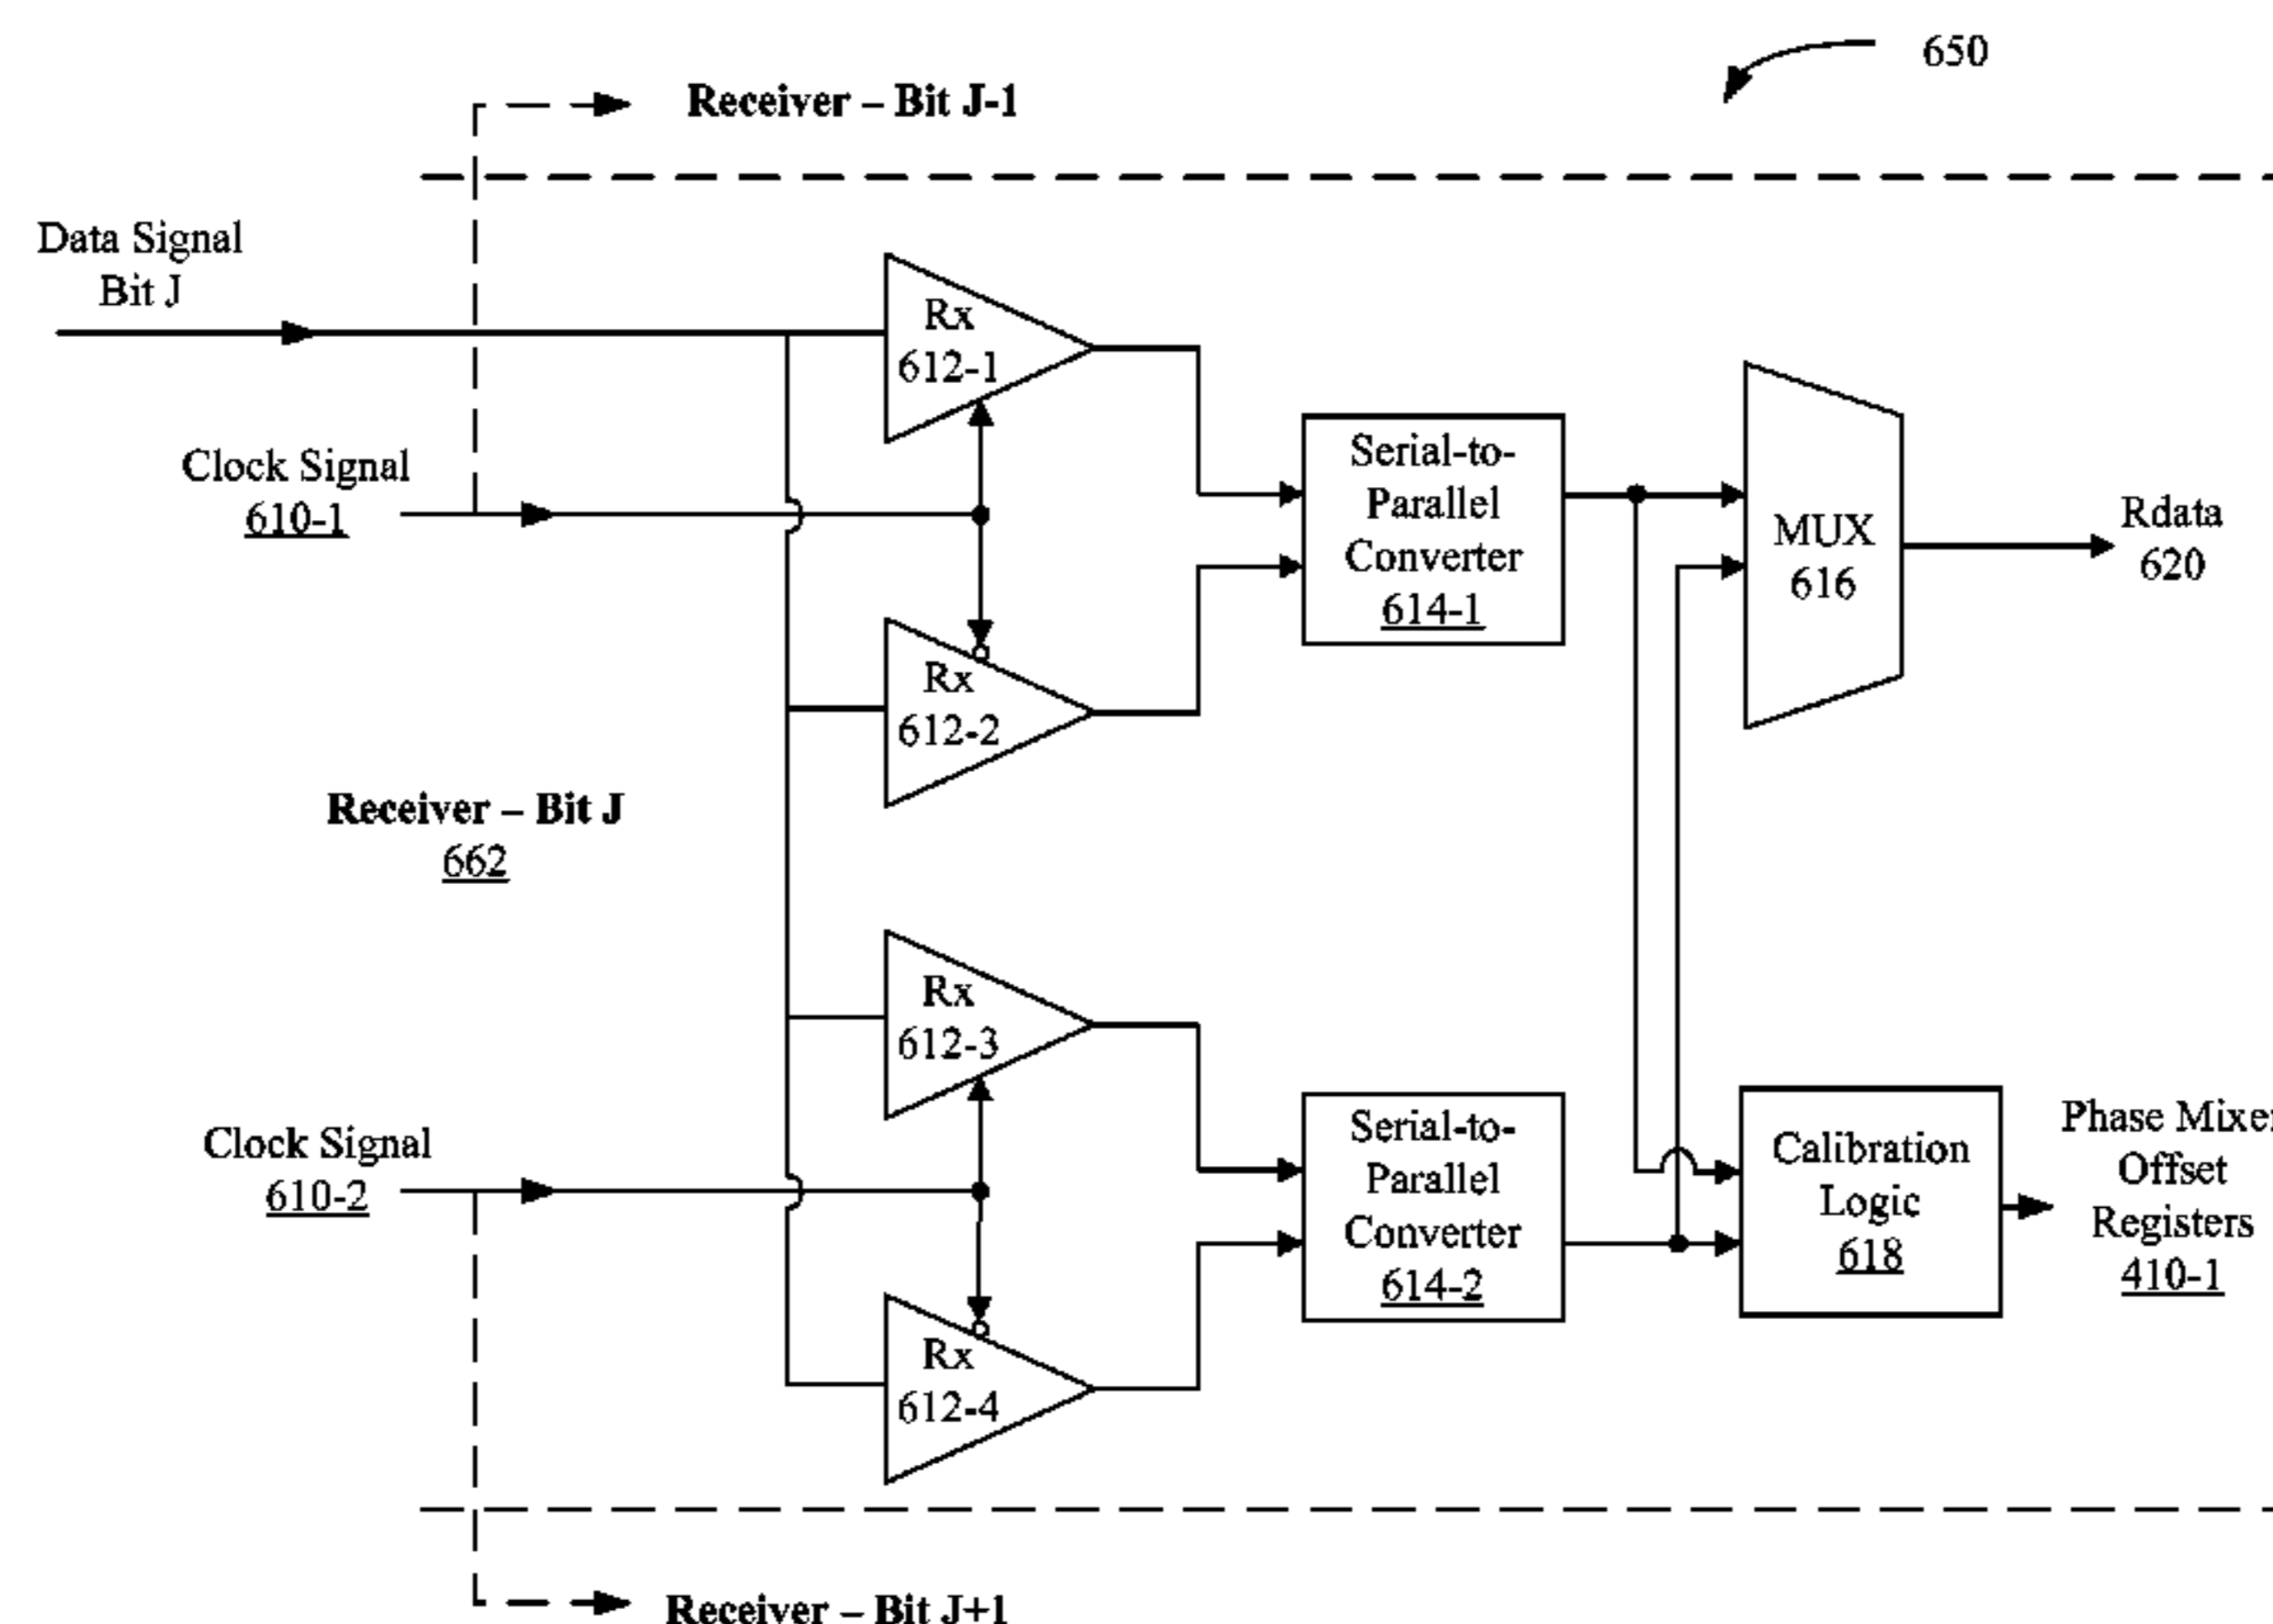 650
Receiver – Bit J-1
Data Signal
Bit J
Rx
612-1
Clock Signal
610-1
Serial-to-
Parallel
Converter
614-1
MUX
616
Rdata
620
Rx
612-2
Receiver – Bit J
662
Rx
612-3
Clock Signal
610-2
Serial-to-
Parallel
Converter
614-2
Calibration
Logic
618
Phase Mixer
Offset
Registers
410-1
Rx
612-4
Receiver – Bit J+1